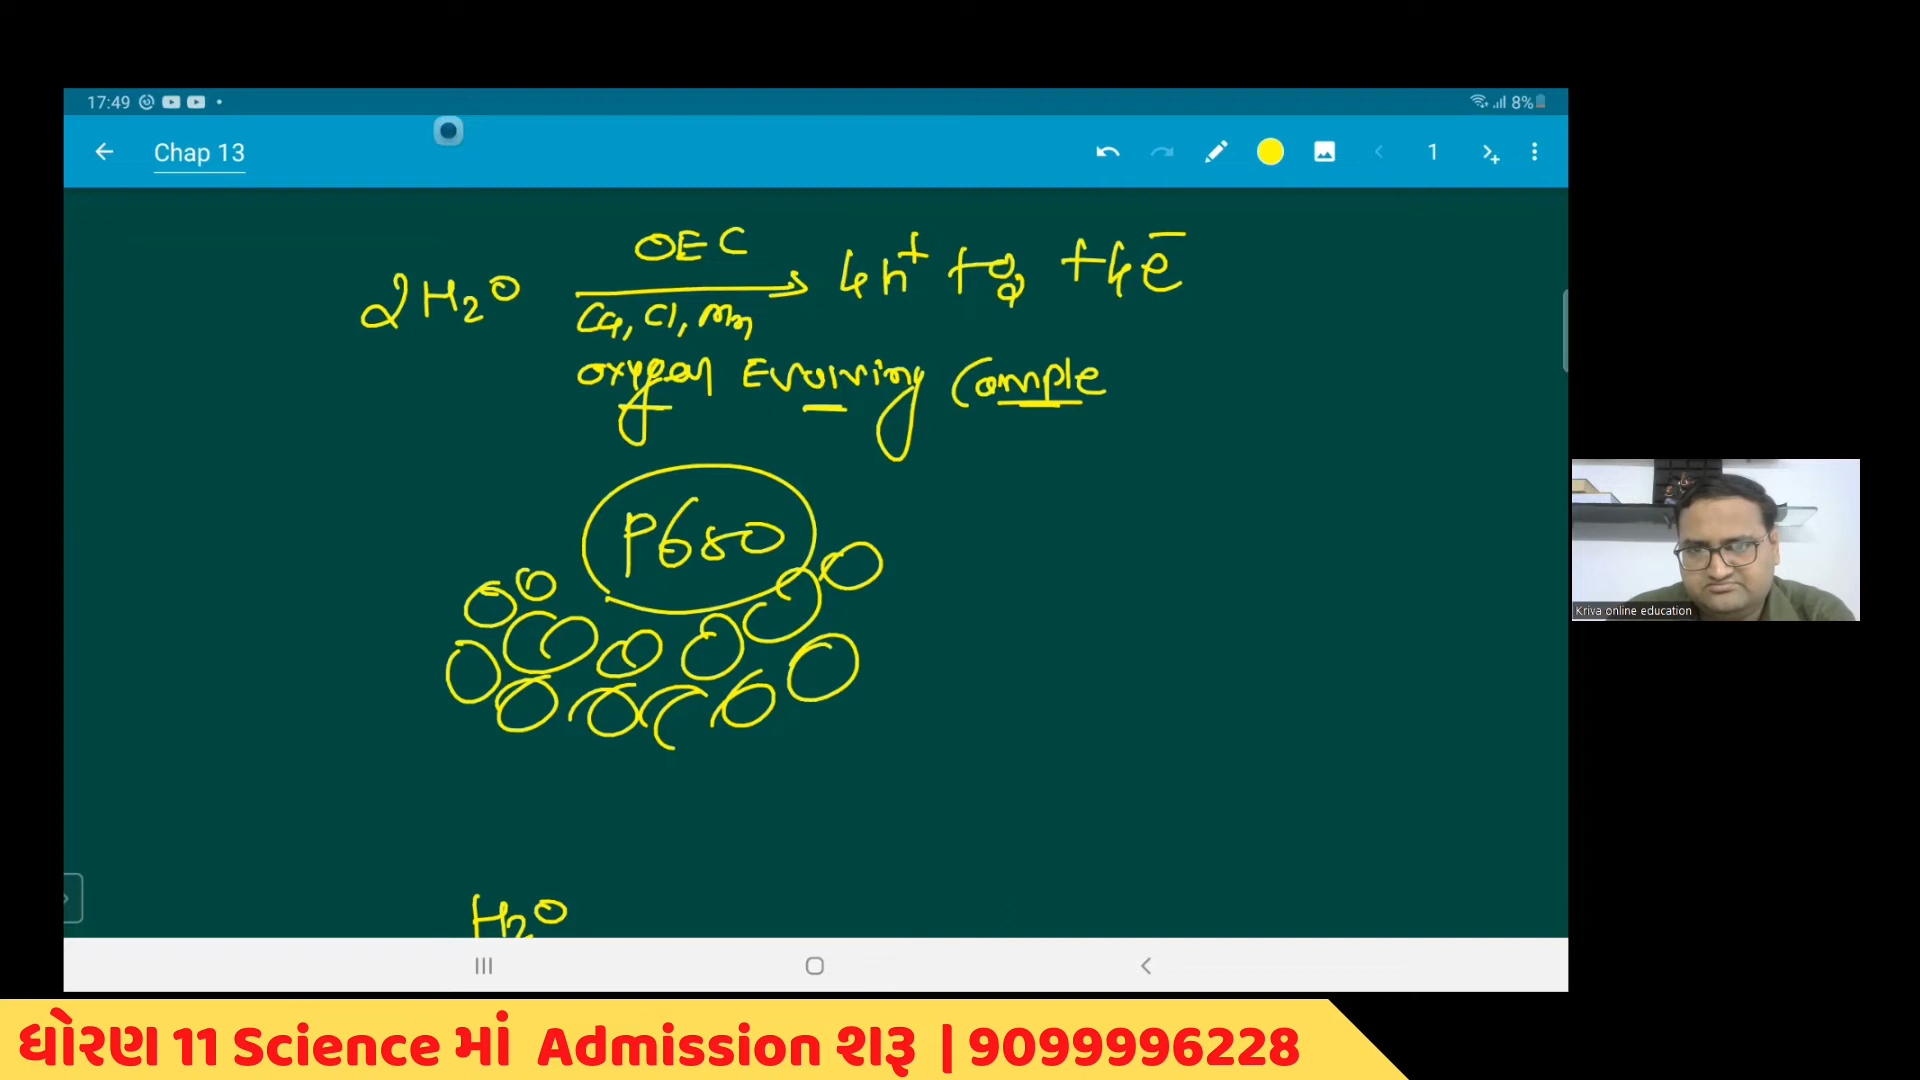 17:49 8%
Chap 13 1
OEC
2H₂O → 4h⁺ + O₂ + 4e̅
Ca, Cl, Mn
oxygen Evolving Comple
P680
H₂O
Kriva online education
ધોરણ 11 Science માં Admission શરૂ | 9099996228